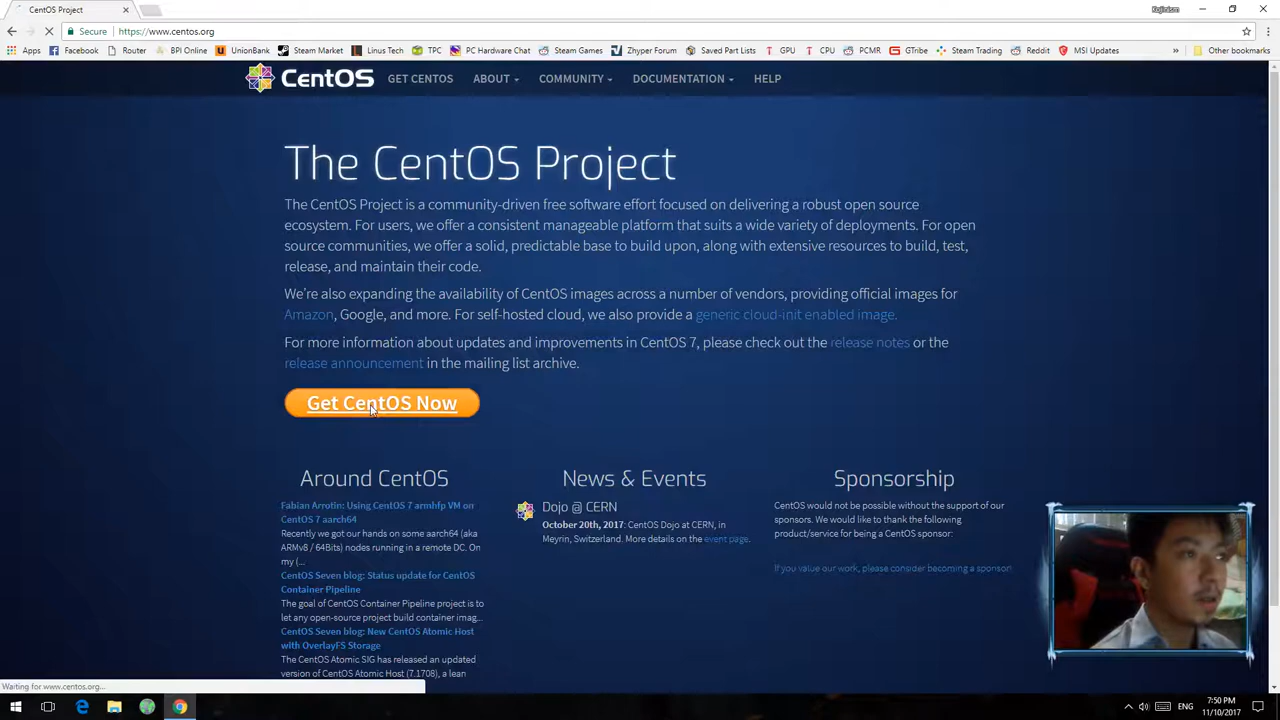 CentOS Project
Kejinism
Secure https://www.centos.org
Apps Facebook Router BPI Online UnionBank Steam Market Linus Tech TPC PC Hardware Chat Steam Games Zhyper Forum Saved Part Lists GPU CPU PCMR GTribe Steam Trading Reddit MSI Updates » Other bookmarks
CentOS GET CENTOS ABOUT COMMUNITY DOCUMENTATION HELP
The CentOS Project
The CentOS Project is a community-driven free software effort focused on delivering a robust open source
ecosystem. For users, we offer a consistent manageable platform that suits a wide variety of deployments. For open
source communities, we offer a solid, predictable base to build upon, along with extensive resources to build, test,
release, and maintain their code.
We're also expanding the availability of CentOS images across a number of vendors, providing official images for
Amazon, Google, and more. For self-hosted cloud, we also provide a generic cloud-init enabled image.
For more information about updates and improvements in CentOS 7, please check out the release notes or the
release announcement in the mailing list archive.
Get CentOS Now
Around CentOS
Fabian Arrotin: Using CentOS 7 armhfp VM on
CentOS 7 aarch64
Recently we got our hands on some aarch64 (aka
ARMv8 / 64Bits) nodes running in a remote DC. On
my (...
CentOS Seven blog: Status update for CentOS
Container Pipeline
The goal of CentOS Container Pipeline project is to
let any open-source project build container imag...
CentOS Seven blog: New CentOS Atomic Host
with OverlayFS Storage
The CentOS Atomic SIG has released an updated
version of CentOS Atomic Host (7.1708), a lean
News & Events
Dojo @ CERN
October 20th, 2017: CentOS Dojo at CERN, in
Meyrin, Switzerland. More details on the event page.
Sponsorship
CentOS would not be possible without the support of our
sponsors. We would like to thank the following
product/service for being a CentOS sponsor:
If you value our work, please consider becoming a sponsor!
Waiting for www.centos.org...
ENG
7:50 PM
11/10/2017